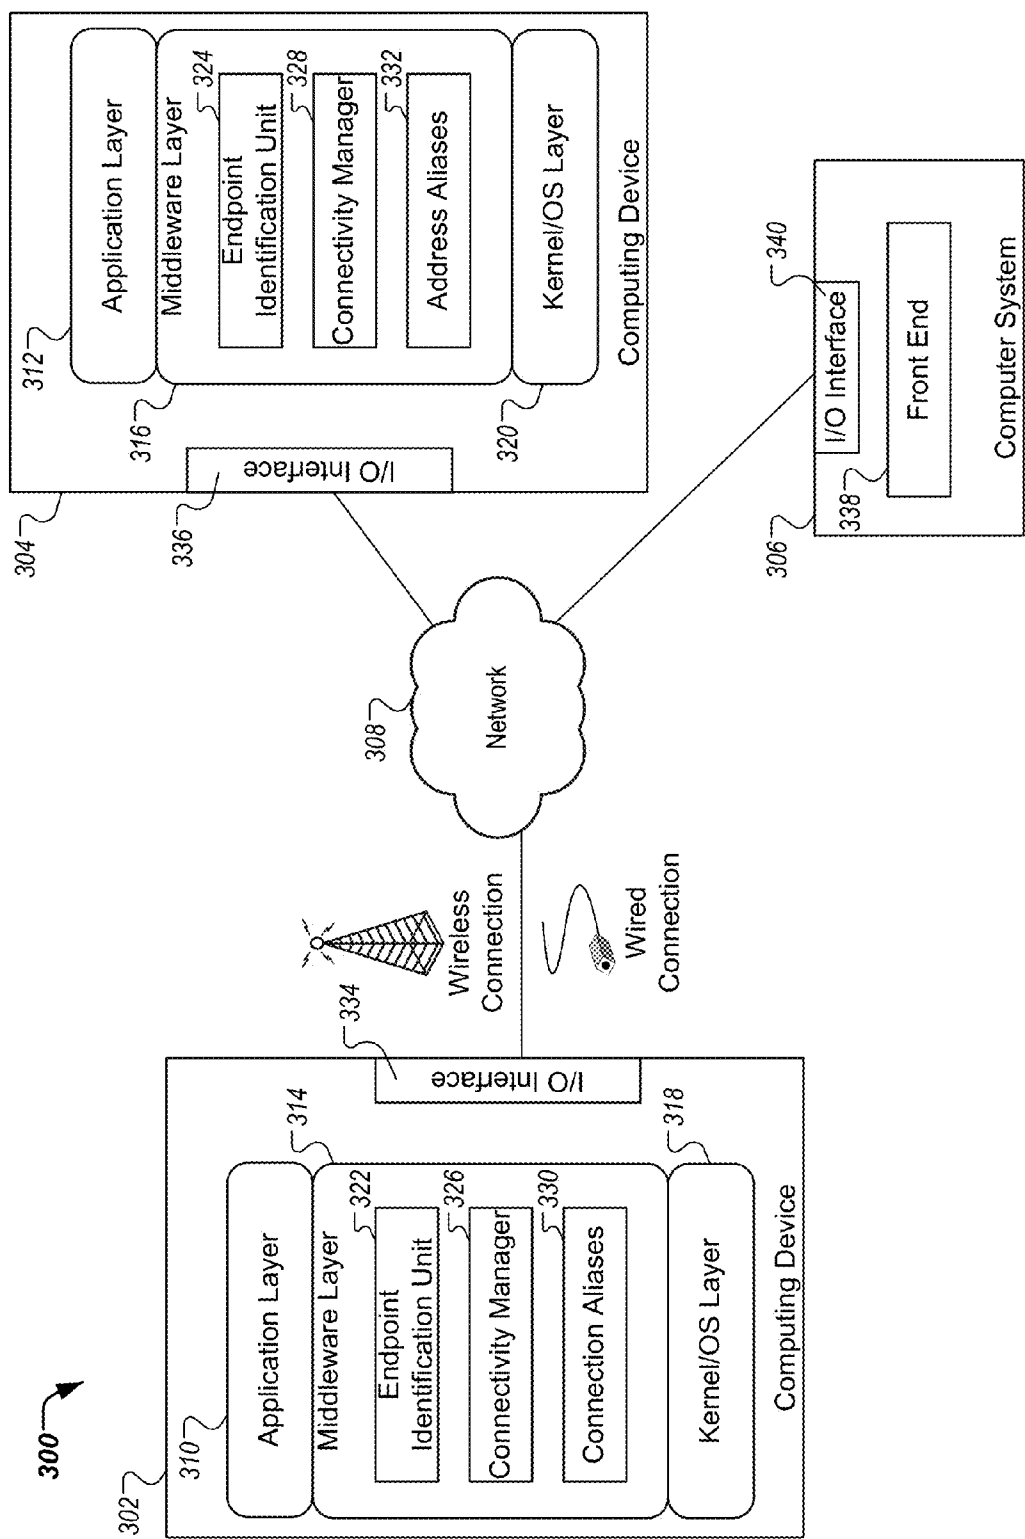 300
302
310
Application Layer
314
Middleware Layer
322
Endpoint
Identification Unit
326
Connectivity Manager
330
Connection Aliases
318
Kernel/OS Layer
Computing Device
334
I/O Interface
Wireless
Connection
Wired
Connection
308
Network
304
312
Application Layer
316
Middleware Layer
324
Endpoint
Identification Unit
328
Connectivity Manager
332
Address Aliases
320
Kernel/OS Layer
Computing Device
336
I/O Interface
306
340
I/O Interface
338
Front End
Computer System